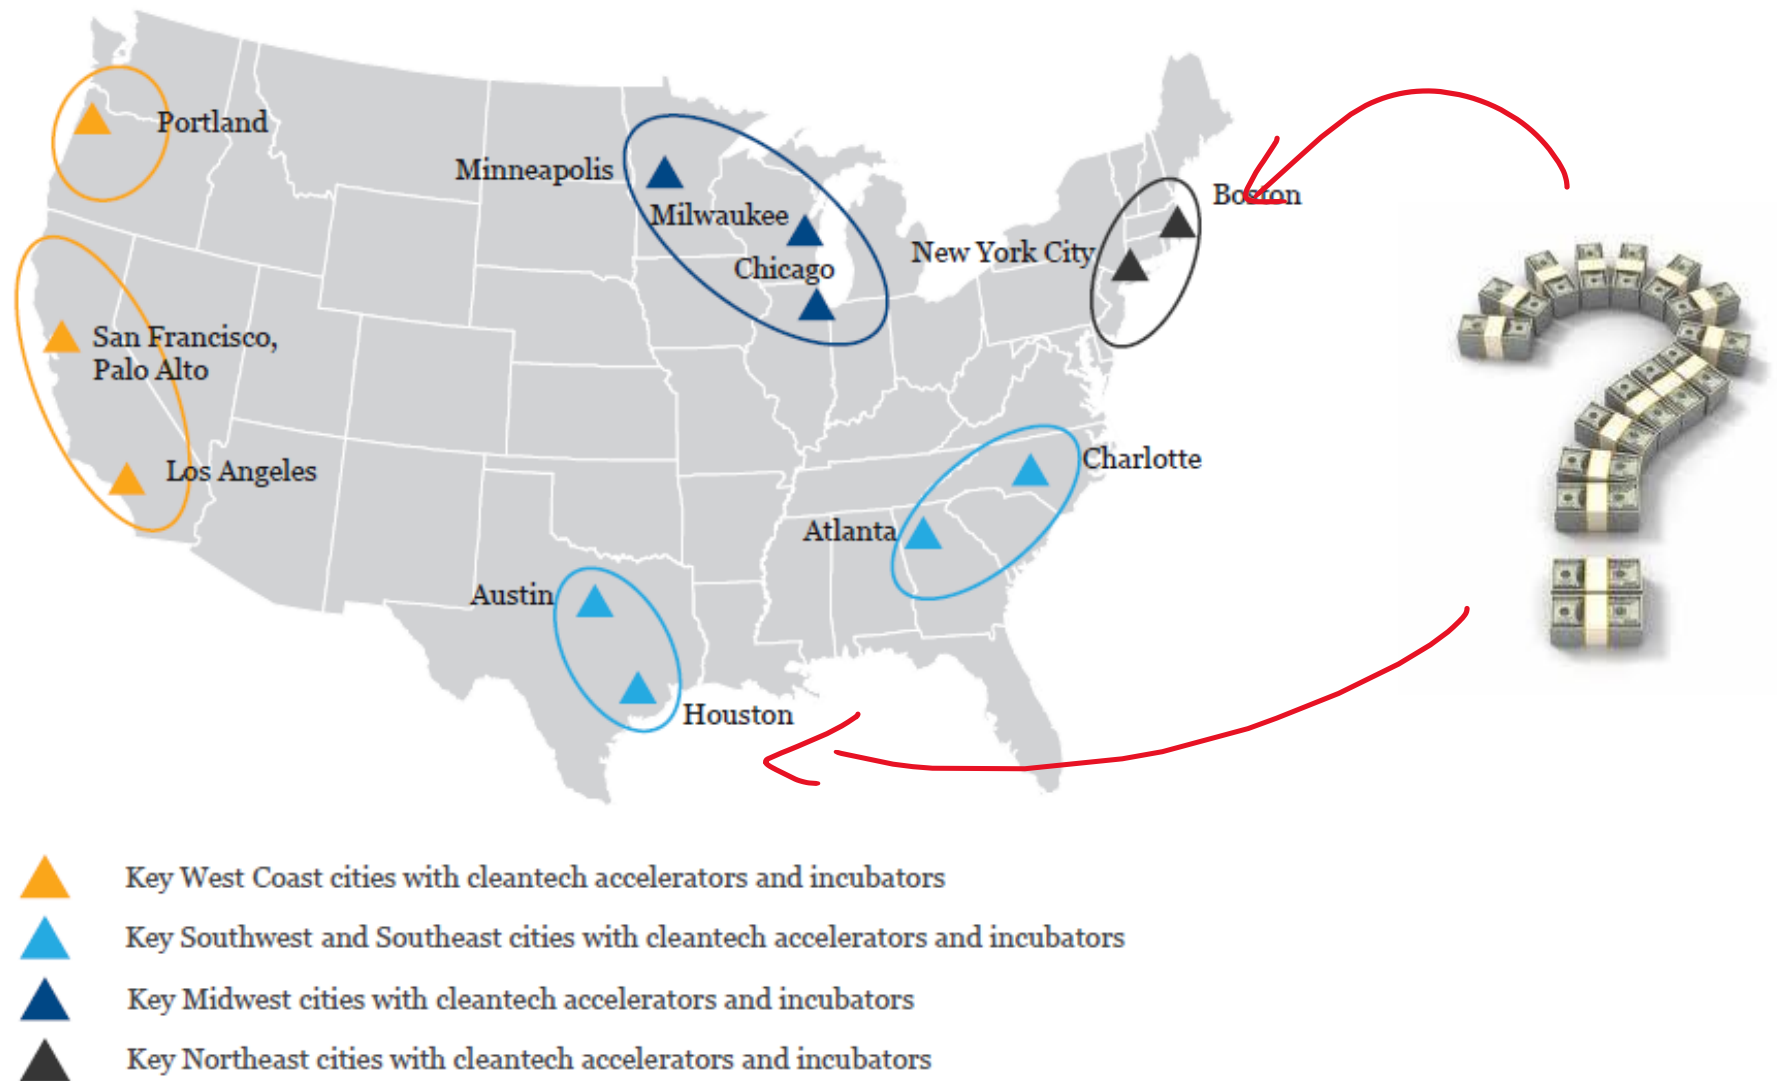 Portland
Minneapolis
Milwaukee
Chicago
Boston
New York City
San Francisco,
Palo Alto
Los Angeles
Charlotte
Atlanta
Austin
Houston
Key West Coast cities with cleantech accelerators and incubators
Key Southwest and Southeast cities with cleantech accelerators and incubators
Key Midwest cities with cleantech accelerators and incubators
Key Northeast cities with cleantech accelerators and incubators